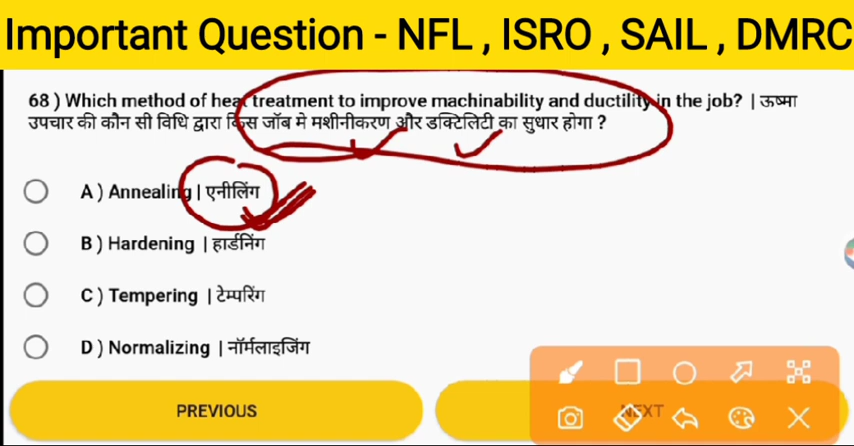 Important Question - NFL , ISRO , SAIL , DMRC
68 ) Which method of heat treatment to improve machinability and ductility in the job? | ऊष्मा
उपचार की कौन सी विधि द्वारा किस जॉब मे मशीनीकरण और डक्टिलिटी का सुधार होगा ?
A ) Annealing | एनीलिंग
B ) Hardening | हार्डनिंग
C ) Tempering | टेम्परिंग
D ) Normalizing | नॉर्मलाइजिंग
PREVIOUS
NEXT